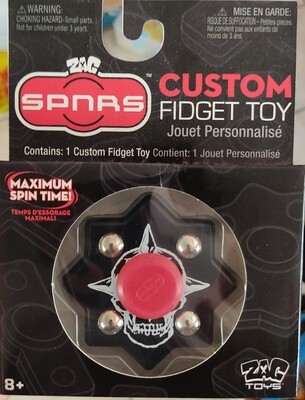 WARNING:
CHOKING HAZARD-Small parts.
Not for children under 3 years.
MISE EN GARDE:
RISQUE DE SUFFOCATION - Petites pièces
Ne convient pas aux enfants de
moins de 3 ans.
ZAG
SPNRS
™
CUSTOM
FIDGET TOY
Jouet Personnalisé
Contains: 1 Custom Fidget Toy Contient: 1 Jouet Personnalisé
MAXIMUM
SPIN TIME!
TEMPS D'ESSORAGE
MAXIMAL!
SPNRS
8+
ZAG
TOYS